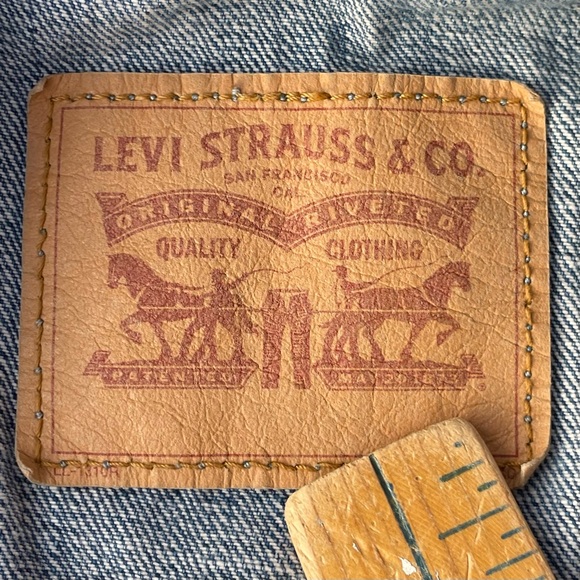 LEVI STRAUSS & CO.
SAN FRANCISCO
CAL.
ORIGINAL RIVETED
QUALITY CLOTHING
®